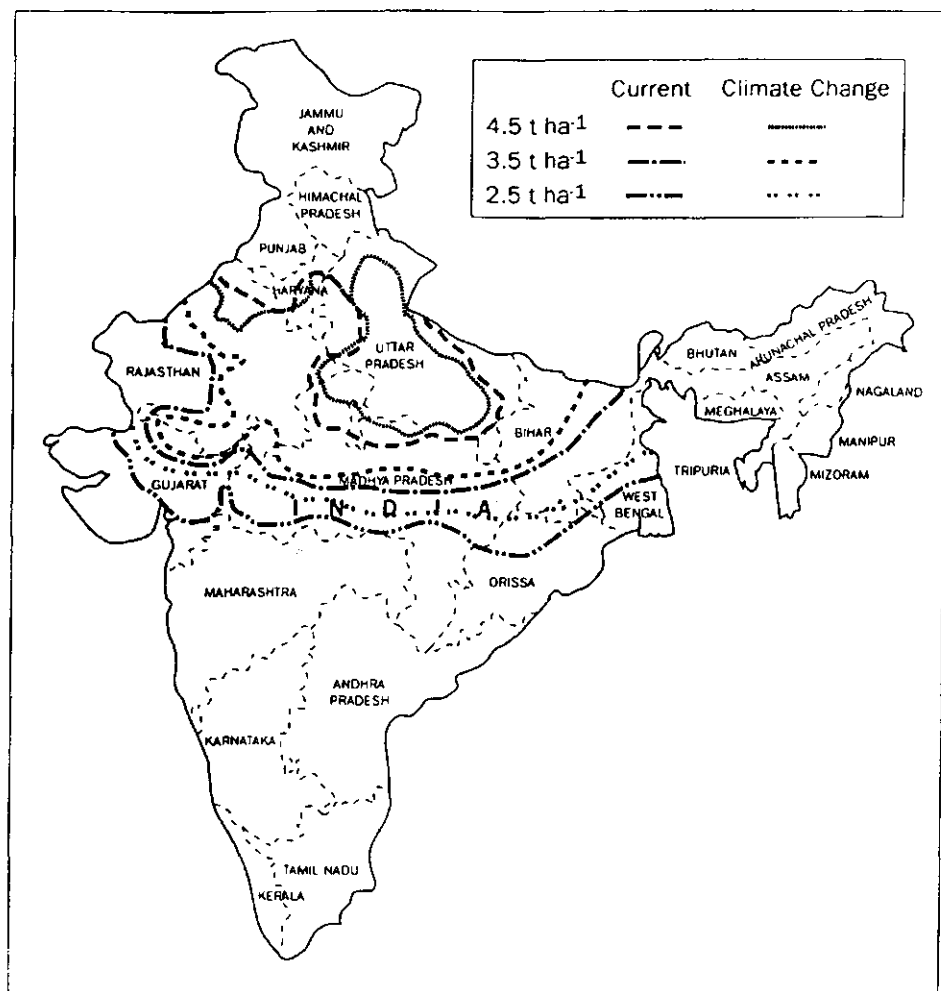 Current Climate Change
4.5 t ha-1
3.5 t ha-1
2.5 t ha-1
JAMMU
AND
KASHMIR
HIMACHAL
PRADESH
PUNJAB
HARYANA
UTTAR
PRADESH
RAJASTHAN
BHUTAN
ARUNACHAL PRADESH
ASSAM
NAGALAND
MEGHALAYA
MANIPUR
MIZORAM
TRIPURIA
BIHAR
GUJARAT
MADHYA PRADESH
I N D I A
WEST
BENGAL
ORISSA
MAHARASHTRA
ANDHRA
PRADESH
KARNATAKA
TAMIL NADU
KERALA